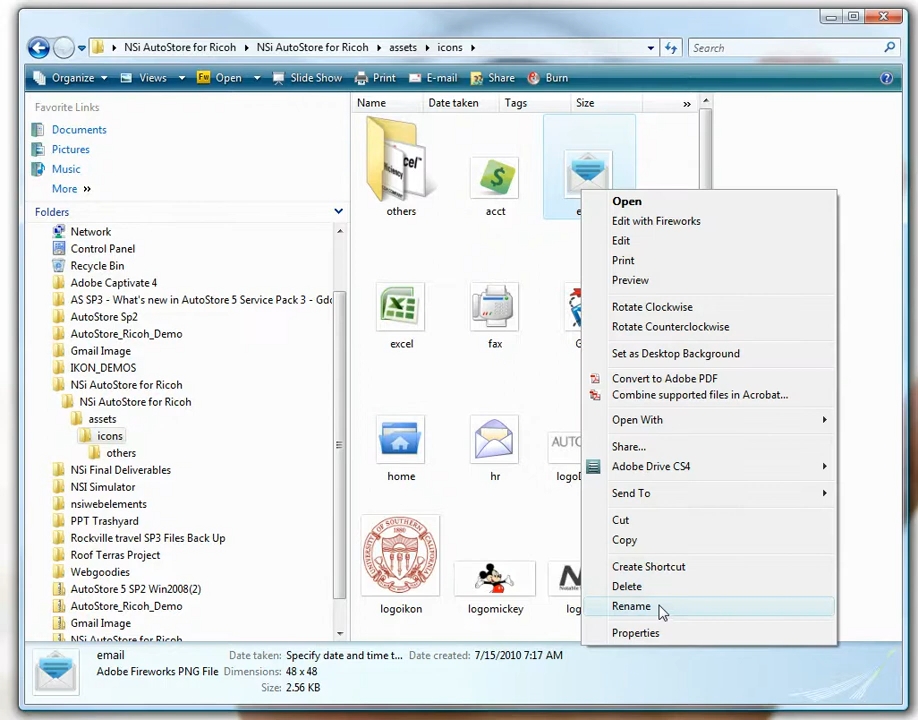 NSi AutoStore for Ricoh NSi AutoStore for Ricoh assets icons Search
Organize Views Fw Open Slide Show Print E-mail Share Burn
Favorite Links
Documents
Pictures
Music
More »
Folders
Network
Control Panel
Recycle Bin
Adobe Captivate 4
AS SP3 - What's new in AutoStore 5 Service Pack 3 - Gdo
AutoStore Sp2
AutoStore_Ricoh_Demo
Gmail Image
IKON_DEMOS
NSi AutoStore for Ricoh
NSi AutoStore for Ricoh
assets
icons
others
NSi Final Deliverables
NSI Simulator
nsiwebelements
PPT Trashyard
Rockville travel SP3 Files Back Up
Roof Terras Project
Webgoodies
AutoStore 5 SP2 Win2008(2)
AutoStore_Ricoh_Demo
Gmail Image
NSi AutoStore for Ricoh
Name Date taken Tags Size »
others acct
excel fax
home hr
logoikon logomickey
Open
Edit with Fireworks
Edit
Print
Preview
Rotate Clockwise
Rotate Counterclockwise
Set as Desktop Background
Convert to Adobe PDF
Combine supported files in Acrobat...
Open With
Share...
Adobe Drive CS4
Send To
Cut
Copy
Create Shortcut
Delete
Rename
Properties
email Date taken: Specify date and time t... Date created: 7/15/2010 7:17 AM
Adobe Fireworks PNG File Dimensions: 48 x 48
Size: 2.56 KB